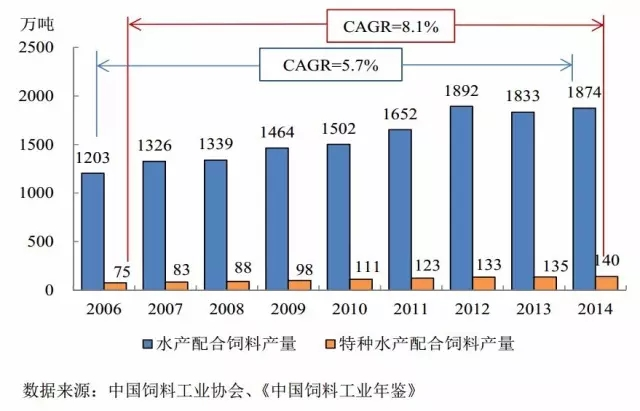 万吨
CAGR=8.1%
CAGR=5.7%
2500
2000
1500
1000
500
0
1203 1326 1339 1464 1502 1652 1892 1833 1874
75 83 88 98 111 123 133 135 140
2006 2007 2008 2009 2010 2011 2012 2013 2014
水产配合饲料产量 特种水产配合饲料产量
数据来源：中国饲料工业协会、《中国饲料工业年鉴》